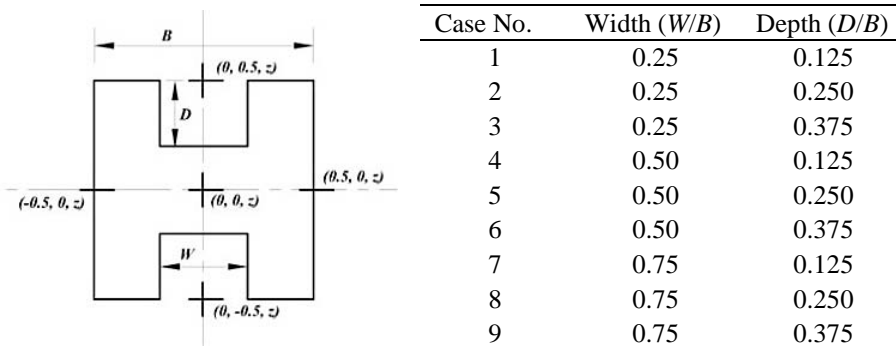 B
(0, 0.5, z)
D
(0.5, 0, z)
(-0.5, 0, z)
(0, 0, z)
W
(0, -0.5, z)
Case No. Width (W/B) Depth (D/B)
1 0.25 0.125
2 0.25 0.250
3 0.25 0.375
4 0.50 0.125
5 0.50 0.250
6 0.50 0.375
7 0.75 0.125
8 0.75 0.250
9 0.75 0.375